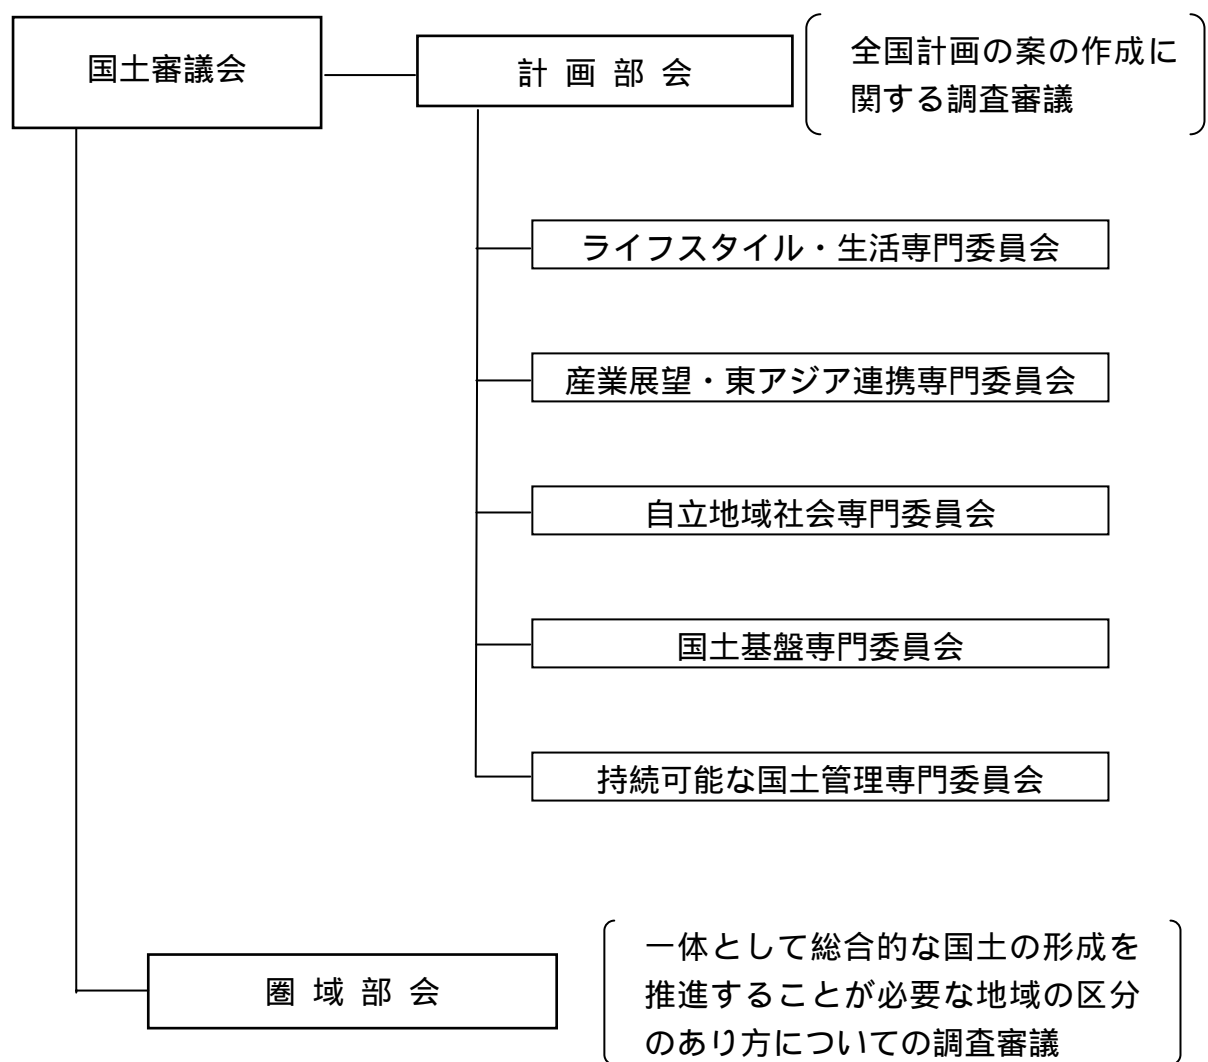 国土審議会
計画部会
全国計画の案の作成に
関する調査審議
ライフスタイル・生活専門委員会
産業展望・東アジア連携専門委員会
自立地域社会専門委員会
国土基盤専門委員会
持続可能な国土管理専門委員会
圏域部会
一体として総合的な国土の形成を
推進することが必要な地域の区分
のあり方についての調査審議